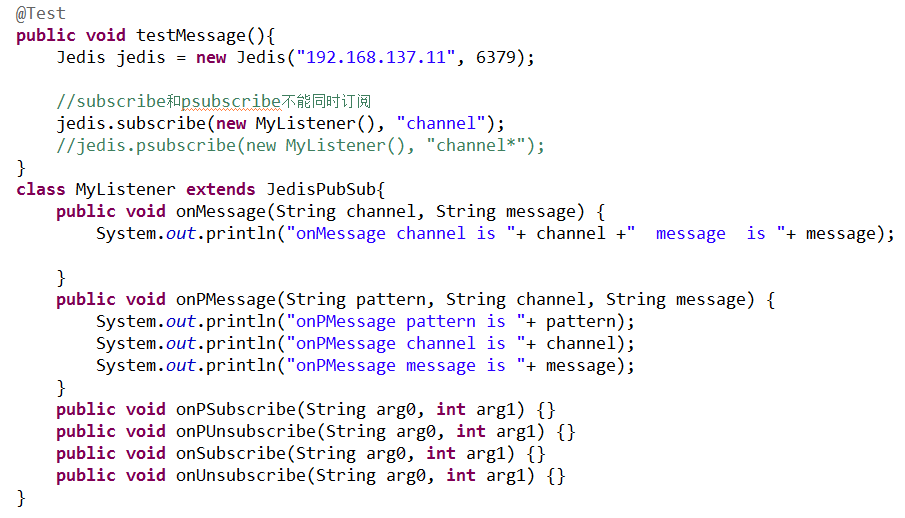 @Test
public void testMessage(){
    Jedis jedis = new Jedis("192.168.137.11", 6379);

    //subscribe和psubscribe不能同时订阅
    jedis.subscribe(new MyListener(), "channel");
    //jedis.psubscribe(new MyListener(), "channel*");
}
class MyListener extends JedisPubSub{
    public void onMessage(String channel, String message) {
        System.out.println("onMessage channel is "+ channel +"  message  is "+ message);

    }
    public void onPMessage(String pattern, String channel, String message) {
        System.out.println("onPMessage pattern is "+ pattern);
        System.out.println("onPMessage channel is "+ channel);
        System.out.println("onPMessage message is "+ message);
    }
    public void onPSubscribe(String arg0, int arg1) {}
    public void onPUnsubscribe(String arg0, int arg1) {}
    public void onSubscribe(String arg0, int arg1) {}
    public void onUnsubscribe(String arg0, int arg1) {}
}